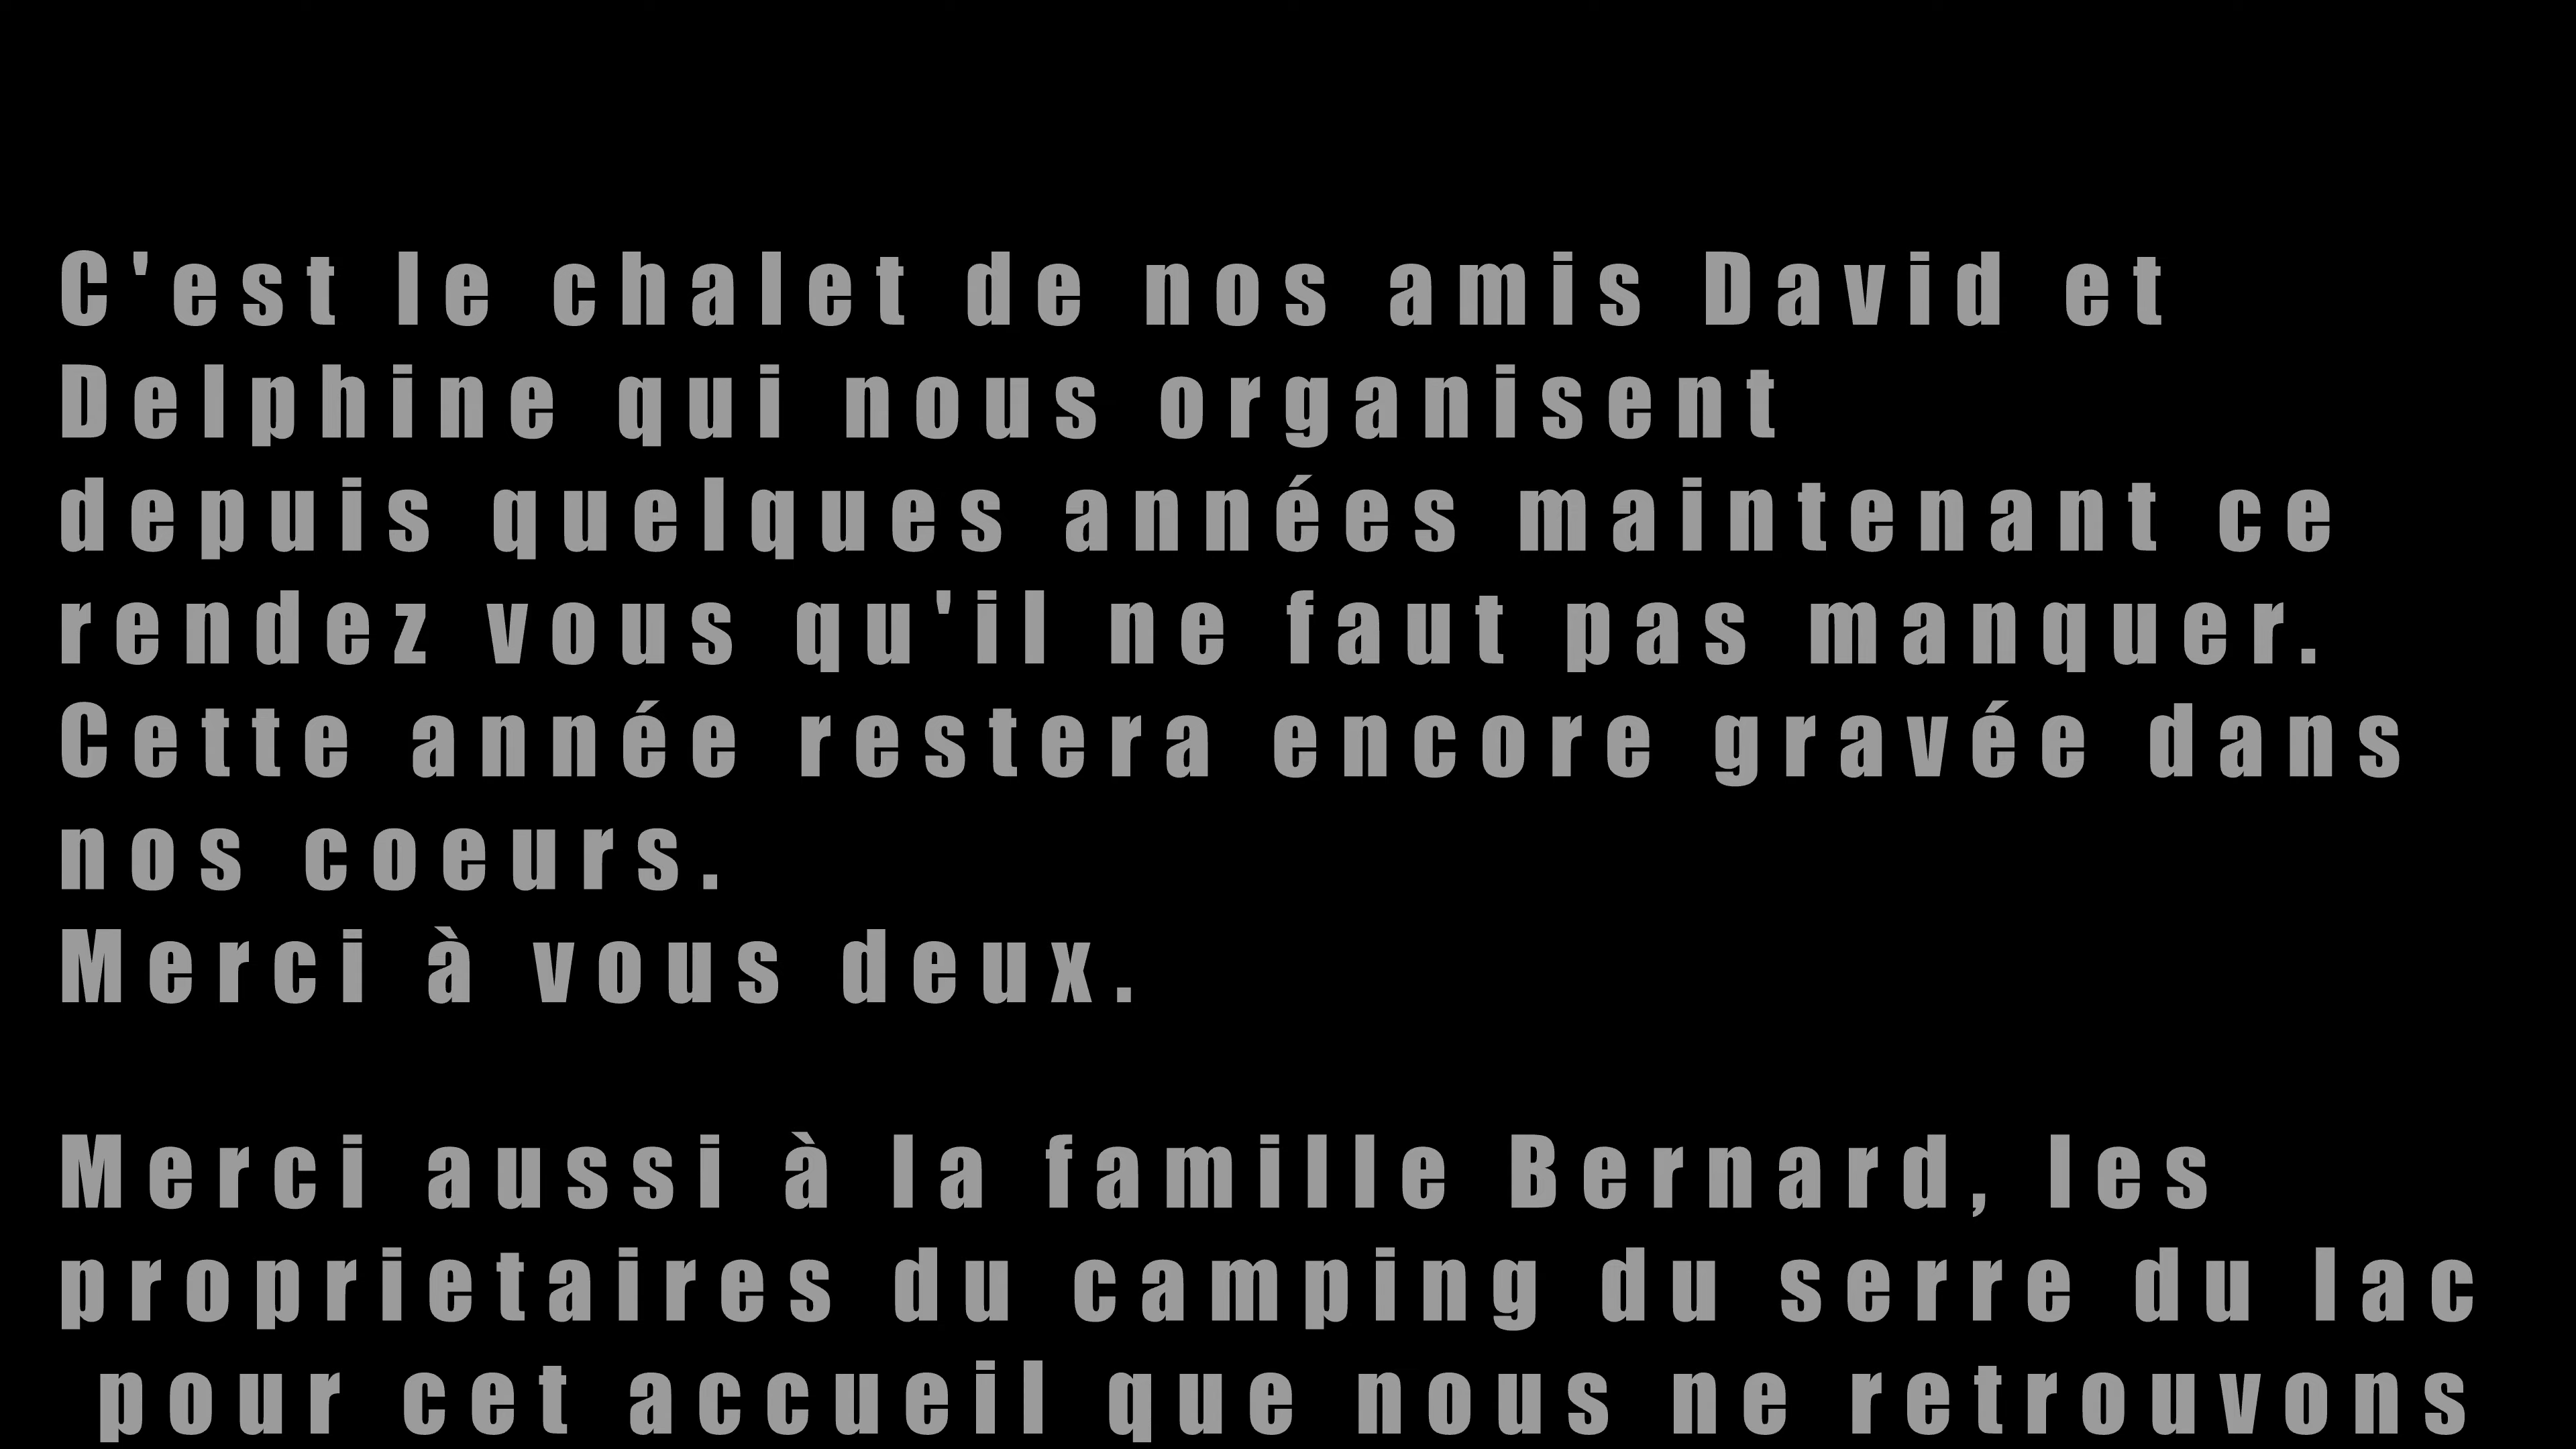 C'est le chalet de nos amis David et
Delphine qui nous organisent
depuis quelques années maintenant ce
rendez vous qu'il ne faut pas manquer.
Cette année restera encore gravée dans
nos coeurs.
Merci à vous deux.
Merci aussi à la famille Bernard, les
proprietaires du camping du serre du lac
pour cet accueil que nous ne retrouvons